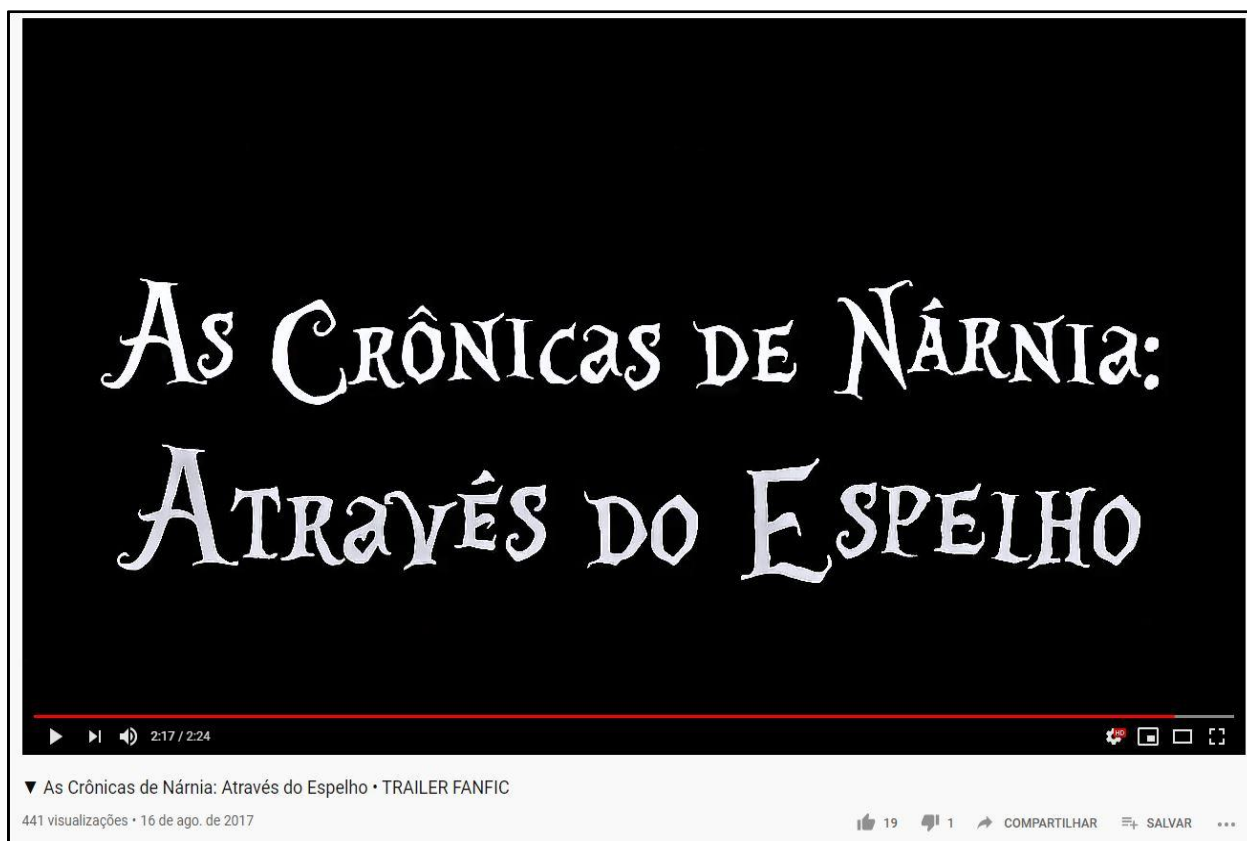 As Crônicas de Nárnia:
Através do Espelho
2:17 / 2:24
HD
▼ As Crônicas de Nárnia: Através do Espelho • TRAILER FANFIC
441 visualizações • 16 de ago. de 2017
19 1 COMPARTILHAR SALVAR